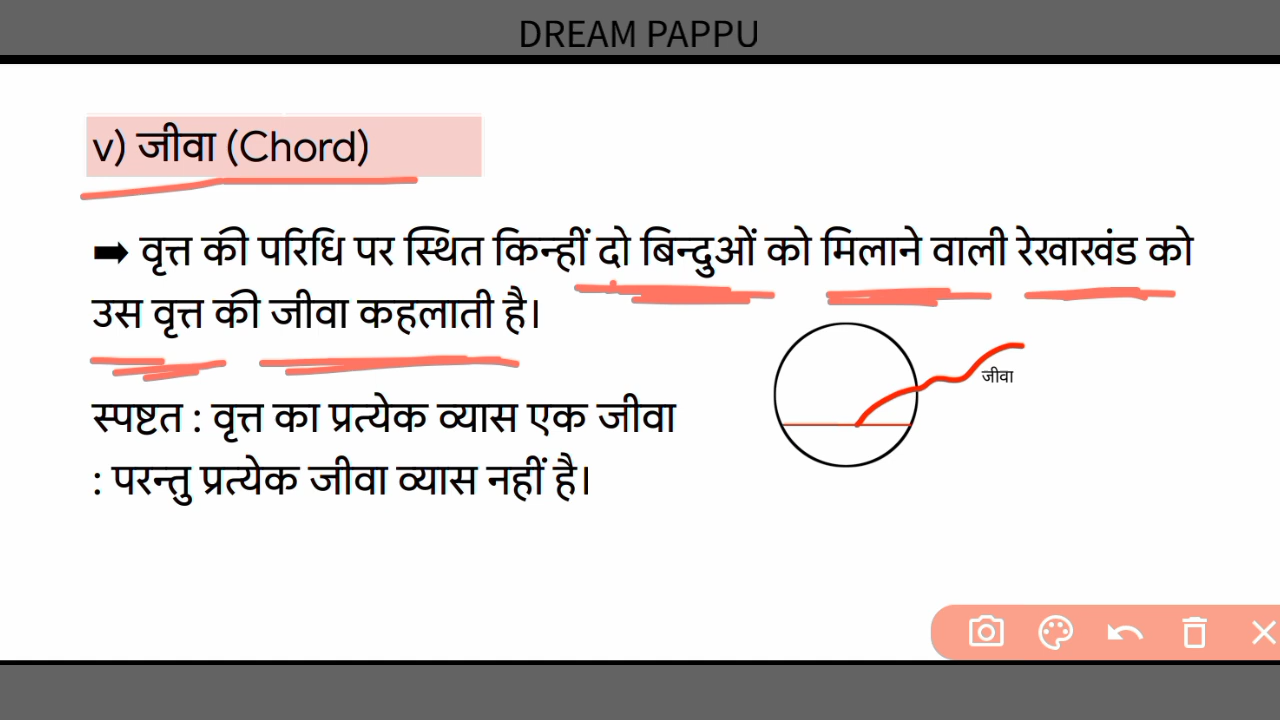 DREAM PAPPU
v) जीवा (Chord)
➡ वृत्त की परिधि पर स्थित किन्हीं दो बिन्दुओं को मिलाने वाली रेखाखंड को
उस वृत्त की जीवा कहलाती है।
जीवा
स्पष्टत : वृत्त का प्रत्येक व्यास एक जीवा
: परन्तु प्रत्येक जीवा व्यास नहीं है।